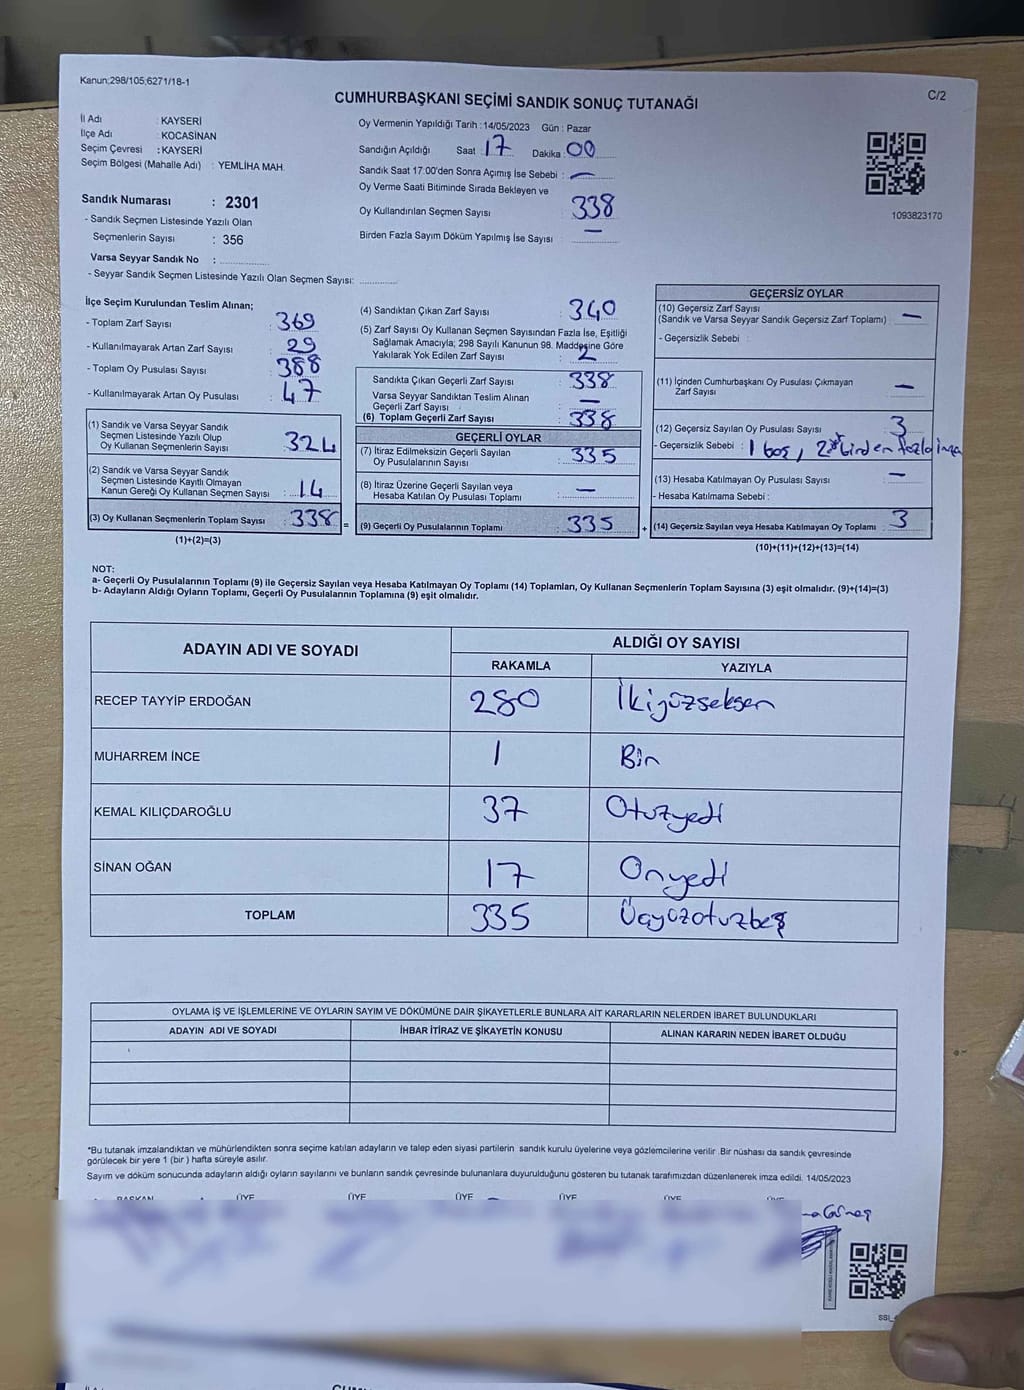 Kanun:298/105;6271/18-1
CUMHURBAŞKANI SEÇİMİ SANDIK SONUÇ TUTANAĞI
C/2
İl Adı : KAYSERİ
İlçe Adı : KOCASİNAN
Seçim Çevresi : KAYSERİ
Seçim Bölgesi (Mahalle Adı) : YEMLİHA MAH.
Sandık Numarası : 2301
- Sandık Seçmen Listesinde Yazılı Olan
Seçmenlerin Sayısı : 356
Varsa Seyyar Sandık No : ..............
- Seyyar Sandık Seçmen Listesinde Yazılı Olan Seçmen Sayısı: ............
Oy Vermenin Yapıldığı Tarih : 14/05/2023 Gün : Pazar
Sandığın Açıldığı Saat : 17 Dakika : 00
Sandık Saat 17.00'den Sonra Açımış İse Sebebi : —
Oy Verme Saati Bitiminde Sırada Bekleyen ve
Oy Kullandırılan Seçmen Sayısı : 338
Birden Fazla Sayım Döküm Yapılmış İse Sayısı : —
1093823170
İlçe Seçim Kurulundan Teslim Alınan;
- Toplam Zarf Sayısı : 369
- Kullanılmayarak Artan Zarf Sayısı : 29
- Toplam Oy Pusulası Sayısı : 388
- Kullanılmayarak Artan Oy Pusulası : 47
(1) Sandık ve Varsa Seyyar Sandık
Seçmen Listesinde Yazılı Olup
Oy Kullanan Seçmenlerin Sayısı : 324
(2) Sandık ve Varsa Seyyar Sandık
Seçmen Listesinde Kayıtlı Olmayan
Kanun Gereği Oy Kullanan Seçmen Sayısı : 14
(3) Oy Kullanan Seçmenlerin Toplam Sayısı : 338 =
(1)+(2)=(3)
(4) Sandıktan Çıkan Zarf Sayısı : 340
(5) Zarf Sayısı Oy Kullanan Seçmen Sayısından Fazla İse, Eşitliği
Sağlamak Amacıyla; 298 Sayılı Kanunun 98. Maddesine Göre
Yakılarak Yok Edilen Zarf Sayısı : 2
Sandıkta Çıkan Geçerli Zarf Sayısı : 338
Varsa Seyyar Sandıktan Teslim Alınan
Geçerli Zarf Sayısı : —
(6) Toplam Geçerli Zarf Sayısı : 338
GEÇERLİ OYLAR
(7) İtiraz Edilmeksizin Geçerli Sayılan
Oy Pusulalarının Sayısı : 335
(8) İtiraz Üzerine Geçerli Sayılan veya
Hesaba Katılan Oy Pusulası Toplamı : —
(9) Geçerli Oy Pusulalarının Toplamı : 335 +
GEÇERSİZ OYLAR
(10) Geçersiz Zarf Sayısı
(Sandık ve Varsa Seyyar Sandık Geçersiz Zarf Toplamı) : —
- Geçersizlik Sebebi :
(11) İçinden Cumhurbaşkanı Oy Pusulası Çıkmayan
Zarf Sayısı : —
(12) Geçersiz Sayılan Oy Pusulası Sayısı : 3
- Geçersizlik Sebebi : 1 boş, 2 birden fazla imza
(13) Hesaba Katılmayan Oy Pusulası Sayısı : —
- Hesaba Katılmama Sebebi :
(14) Geçersiz Sayılan veya Hesaba Katılmayan Oy Toplamı : 3
(10)+(11)+(12)+(13)=(14)
NOT:
a- Geçerli Oy Pusulalarının Toplamı (9) ile Geçersiz Sayılan veya Hesaba Katılmayan Oy Toplamı (14) Toplamları, Oy Kullanan Seçmenlerin Toplam Sayısına (3) eşit olmalıdır. (9)+(14)=(3)
b- Adayların Aldığı Oyların Toplamı, Geçerli Oy Pusulalarının Toplamına (9) eşit olmalıdır.
ADAYIN ADI VE SOYADI
ALDIĞI OY SAYISI
RAKAMLA YAZIYLA
RECEP TAYYİP ERDOĞAN 280 İkiyüzseksen
MUHARREM İNCE 1 Bir
KEMAL KILIÇDAROĞLU 37 Otuzyedi
SİNAN OĞAN 17 Onyedi
TOPLAM 335 Üçyüzotuzbeş
OYLAMA İŞ VE İŞLEMLERİNE VE OYLARIN SAYIM VE DÖKÜMÜNE DAİR ŞİKAYETLERLE BUNLARA AİT KARARLARIN NELERDEN İBARET BULUNDUKLARI
ADAYIN ADI VE SOYADI İHBAR İTİRAZ VE ŞİKAYETİN KONUSU ALINAN KARARIN NEDEN İBARET OLDUĞU
*Bu tutanak imzalandıktan ve mühürlendikten sonra seçime katılan adayların ve talep eden siyasi partilerin sandık kurulu üyelerine veya gözlemcilerine verilir .Bir nüshası da sandık çevresinde
görülecek bir yere 1 (bir ) hafta süreyle asılır.
Sayım ve döküm sonucunda adayların aldığı oyların sayılarını ve bunların sandık çevresinde bulunanlara duyurulduğunu gösteren bu tutanak tarafımızdan düzenlenerek imza edildi. 14/05/2023
BAŞKAN ÜYE ÜYE ÜYE ÜYE ÜYE